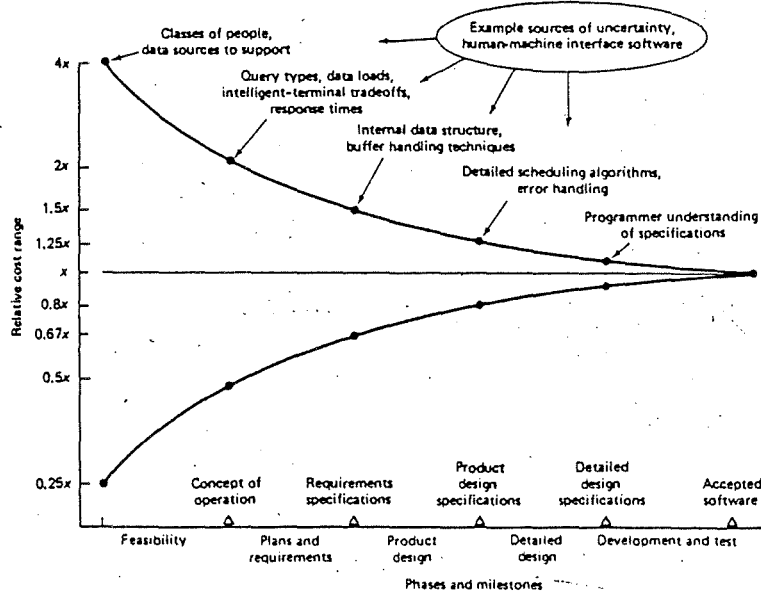 Classes of people,
data sources to support
Example sources of uncertainty,
human-machine interface software
Query types, data loads,
intelligent-terminal tradeoffs,
response times
Internal data structure,
buffer handling techniques
Detailed scheduling algorithms,
error handling
Programmer understanding
of specifications
Relative cost range
4x
2x
1.5x
1.25x
x
0.8x
0.67x
0.5x
0.25x
Concept of
operation
Requirements
specifications
Product
design
specifications
Detailed
design
specifications
Accepted
software
Feasibility
Plans and
requirements
Product
design
Detailed
design
Development and test
Phases and milestones